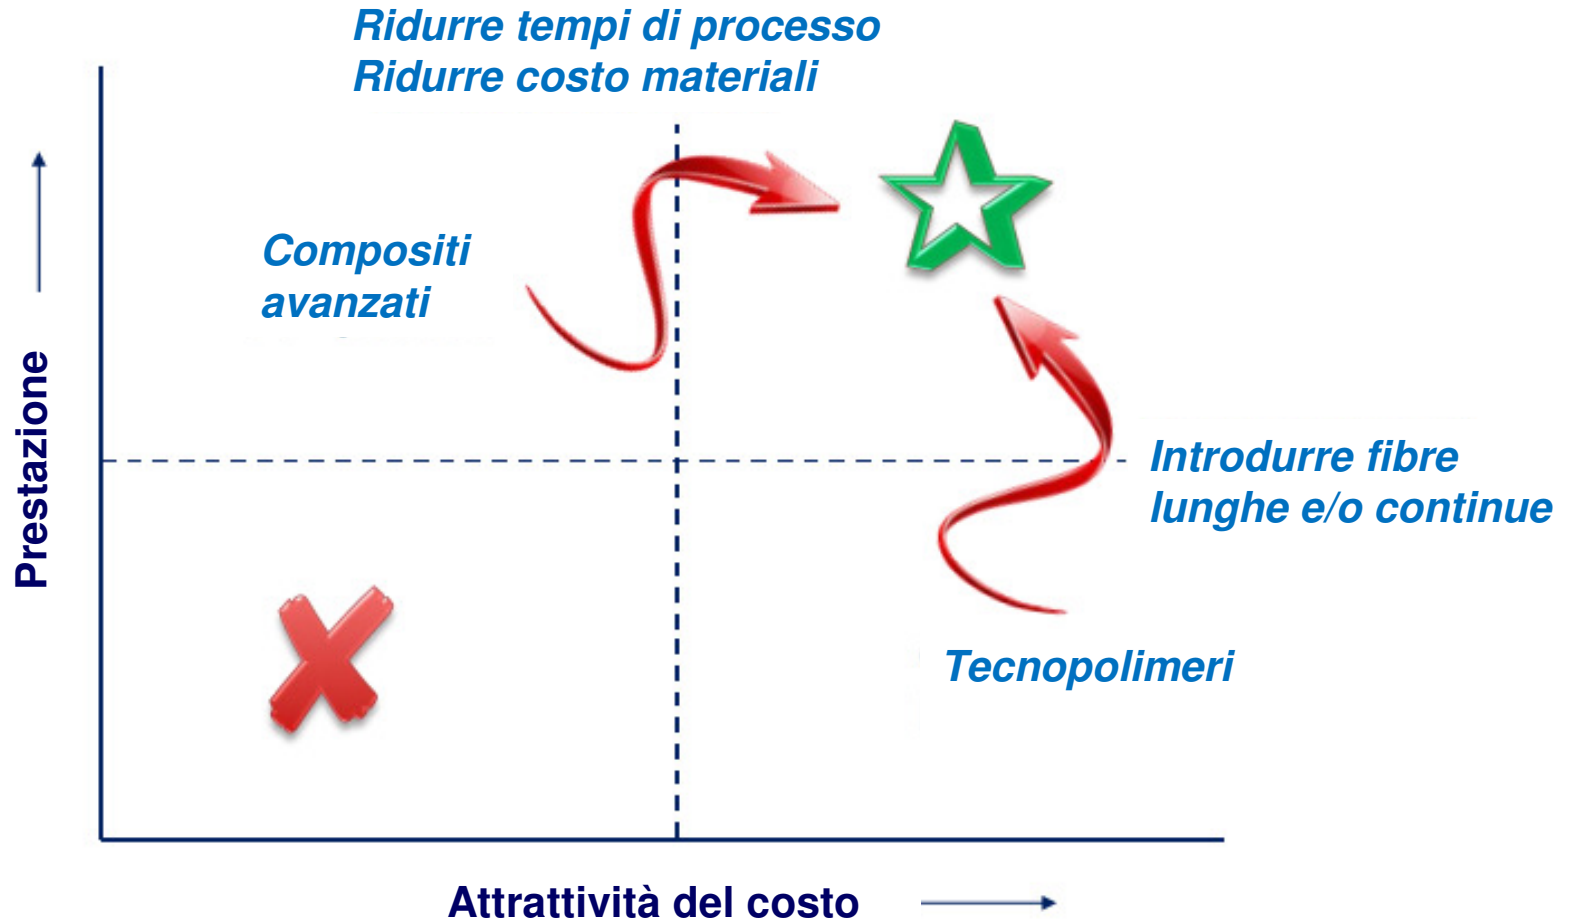 Ridurre tempi di processo
Ridurre costo materiali
Compositi
avanzati
Prestazione
Introdurre fibre
lunghe e/o continue
Tecnopolimeri
Attrattività del costo